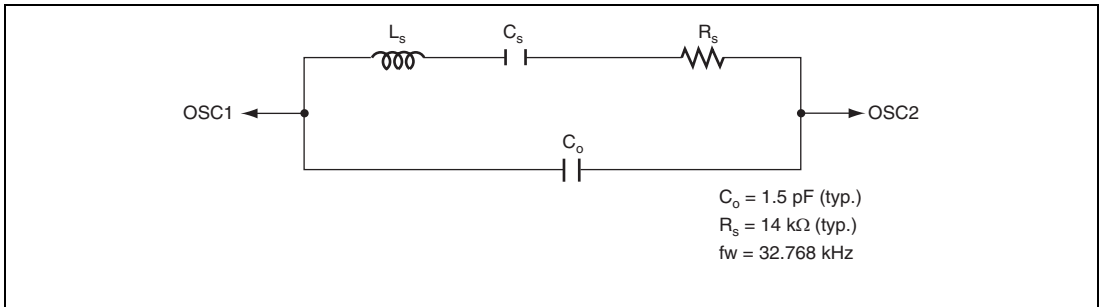 Ls Cs Rs
OSC1 OSC2
Co
Co = 1.5 pF (typ.)
Rs = 14 kΩ (typ.)
fw = 32.768 kHz